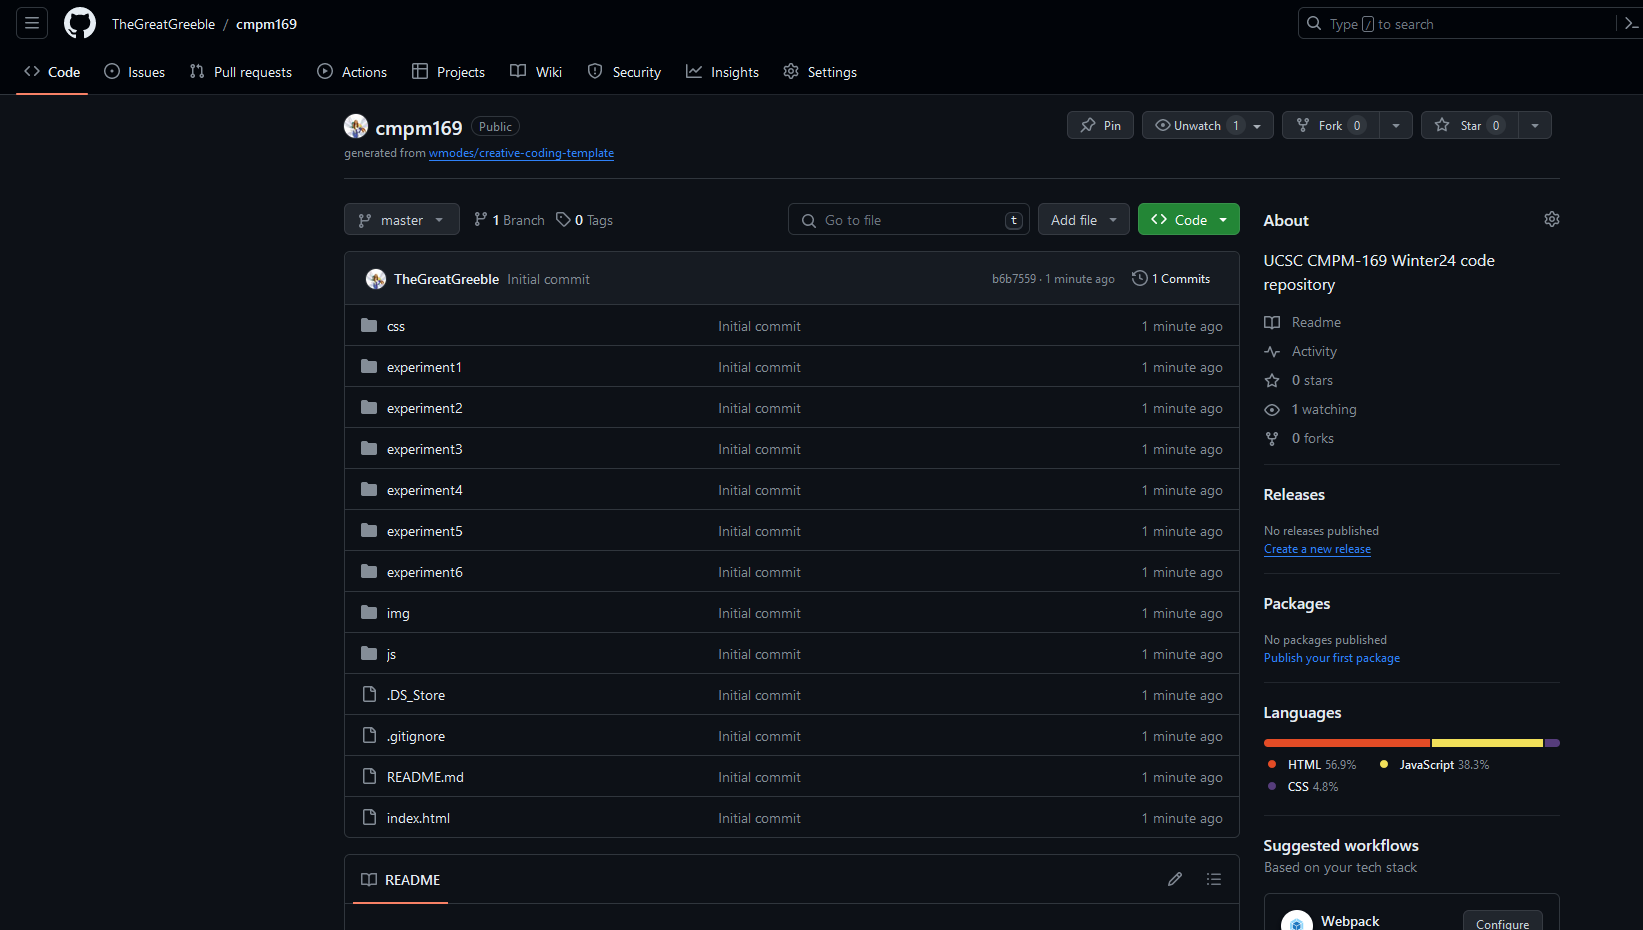 TheGreatGreeble / cmpm169
Type / to search
Code Issues Pull requests Actions Projects Wiki Security Insights Settings
cmpm169 Public
Pin Unwatch 1 Fork 0 Star 0
generated from wmodes/creative-coding-template
master 1 Branch 0 Tags Go to file t Add file Code
TheGreatGreeble Initial commit b6b7559 · 1 minute ago 1 Commits
css Initial commit 1 minute ago
experiment1 Initial commit 1 minute ago
experiment2 Initial commit 1 minute ago
experiment3 Initial commit 1 minute ago
experiment4 Initial commit 1 minute ago
experiment5 Initial commit 1 minute ago
experiment6 Initial commit 1 minute ago
img Initial commit 1 minute ago
js Initial commit 1 minute ago
.DS_Store Initial commit 1 minute ago
.gitignore Initial commit 1 minute ago
README.md Initial commit 1 minute ago
index.html Initial commit 1 minute ago
README
About
UCSC CMPM-169 Winter24 code
repository
Readme
Activity
0 stars
1 watching
0 forks
Releases
No releases published
Create a new release
Packages
No packages published
Publish your first package
Languages
HTML 56.9% JavaScript 38.3%
CSS 4.8%
Suggested workflows
Based on your tech stack
Webpack Configure